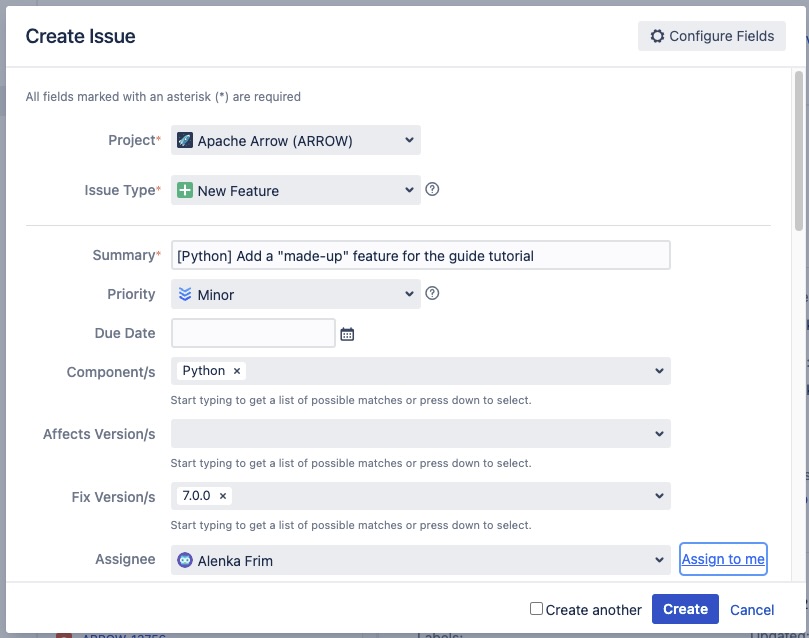 Create Issue
Configure Fields
All fields marked with an asterisk (*) are required
Project* Apache Arrow (ARROW)
Issue Type* New Feature
Summary* [Python] Add a "made-up" feature for the guide tutorial
Priority Minor
Due Date
Component/s Python ×
Start typing to get a list of possible matches or press down to select.
Affects Version/s
Start typing to get a list of possible matches or press down to select.
Fix Version/s 7.0.0 ×
Start typing to get a list of possible matches or press down to select.
Assignee Alenka Frim Assign to me
Create another Create Cancel
Labels: